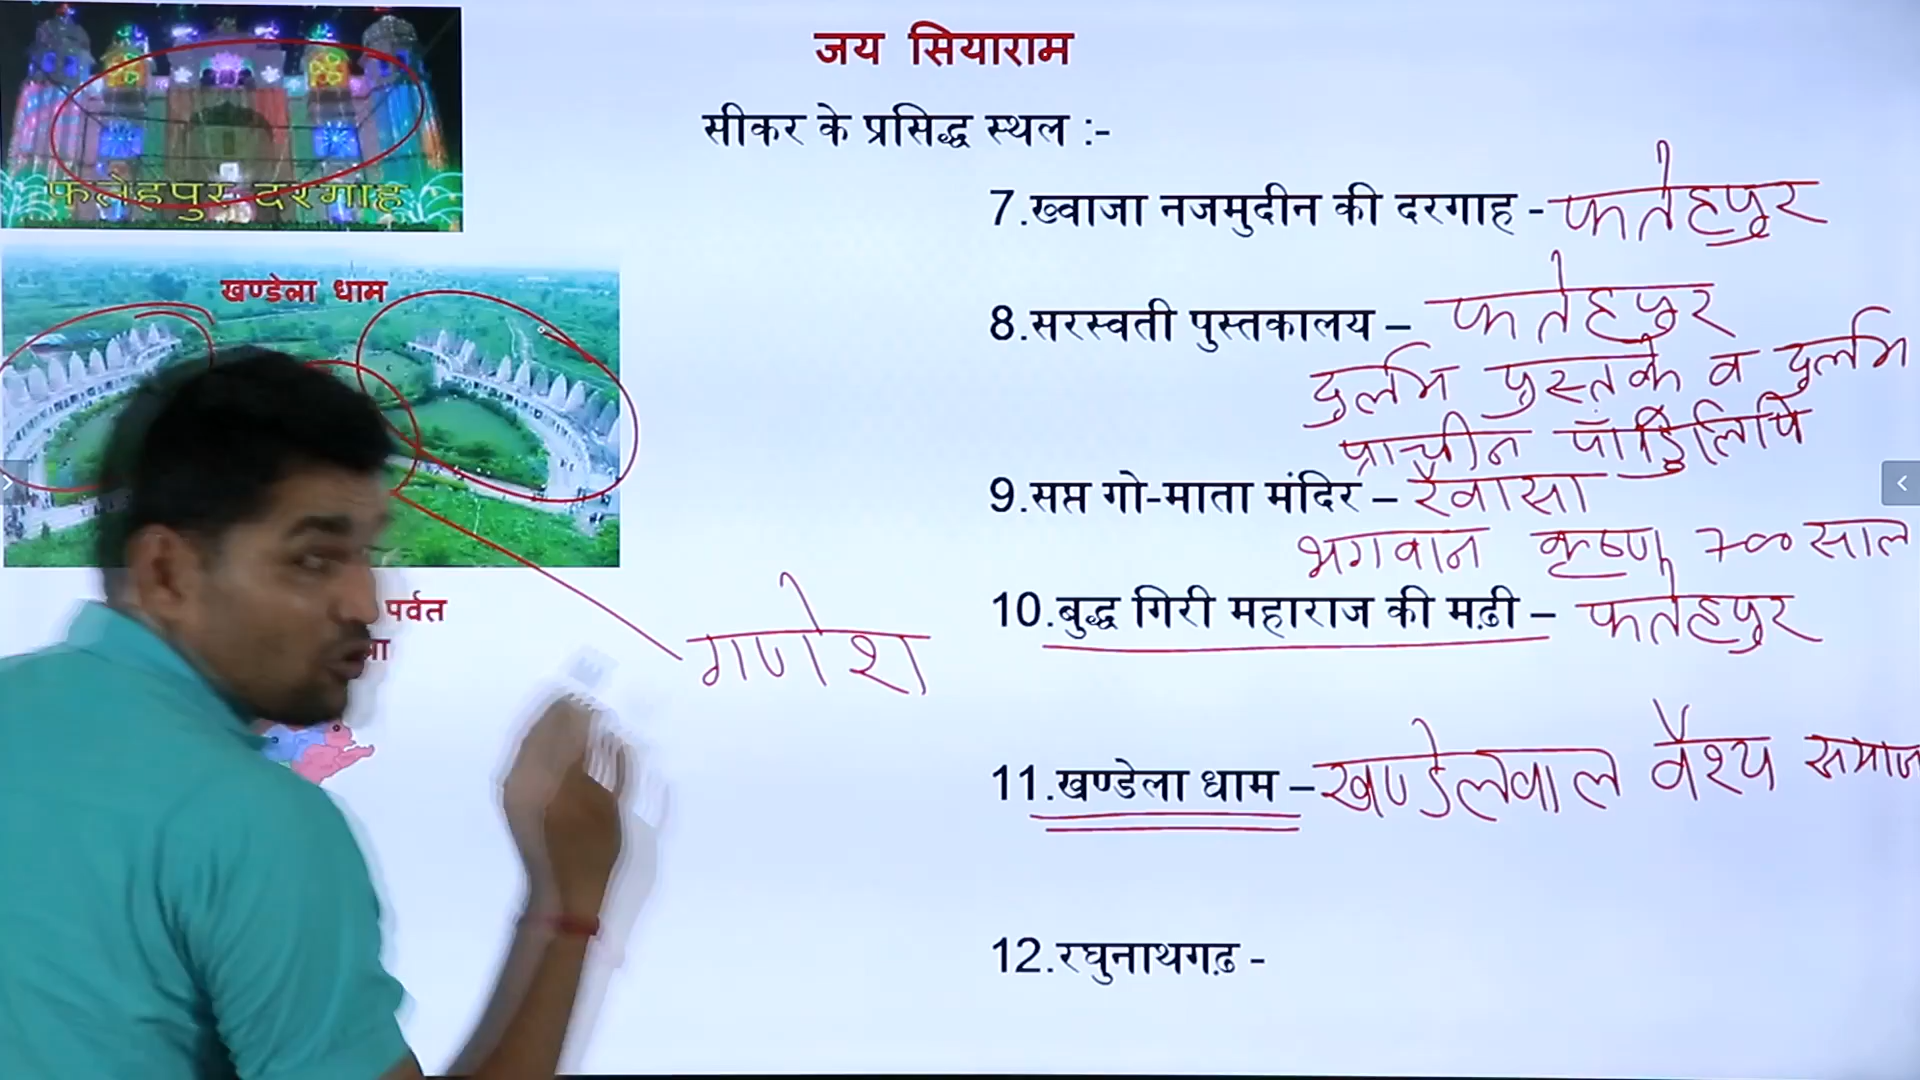 जय सियाराम
सीकर के प्रसिद्ध स्थल :-
फतेहपुर दरगाह
7.ख्वाजा नजमुदीन की दरगाह - फतेहपुर
8.सरस्वती पुस्तकालय – फतेहपुर
दुर्लभ पुस्तके व दुर्लभ
प्राचीन पाँडुलिपि
खण्डेला धाम
9.सप्त गो-माता मंदिर – रैवासा
भगवान कृष्ण 700 साल
10.बुद्ध गिरी महाराज की मढ़ी – फतेहपुर
पर्वत
गणेश
11.खण्डेला धाम – खण्डेलवाल वैश्य समाज
12.रघुनाथगढ़ -